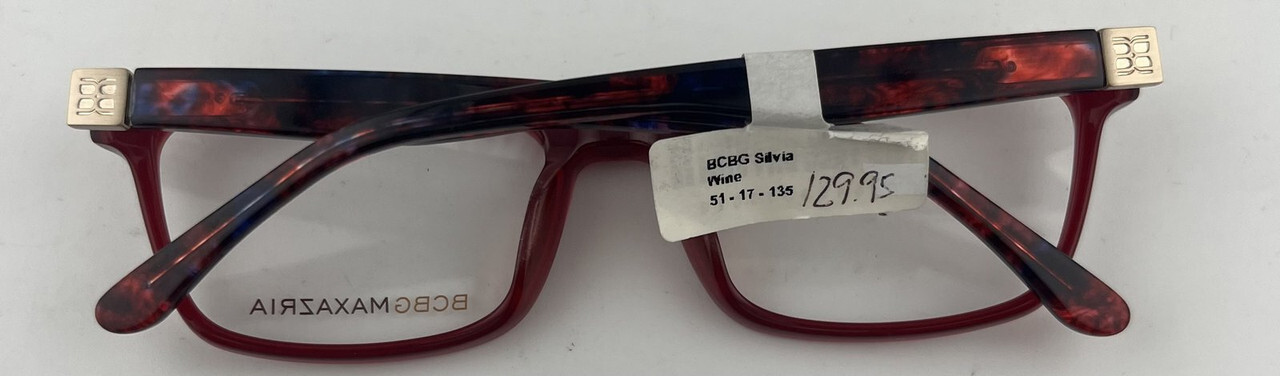 BCBG Silvia
Wine
51 - 17 - 135 129.95
BCBGMAXAZRIA